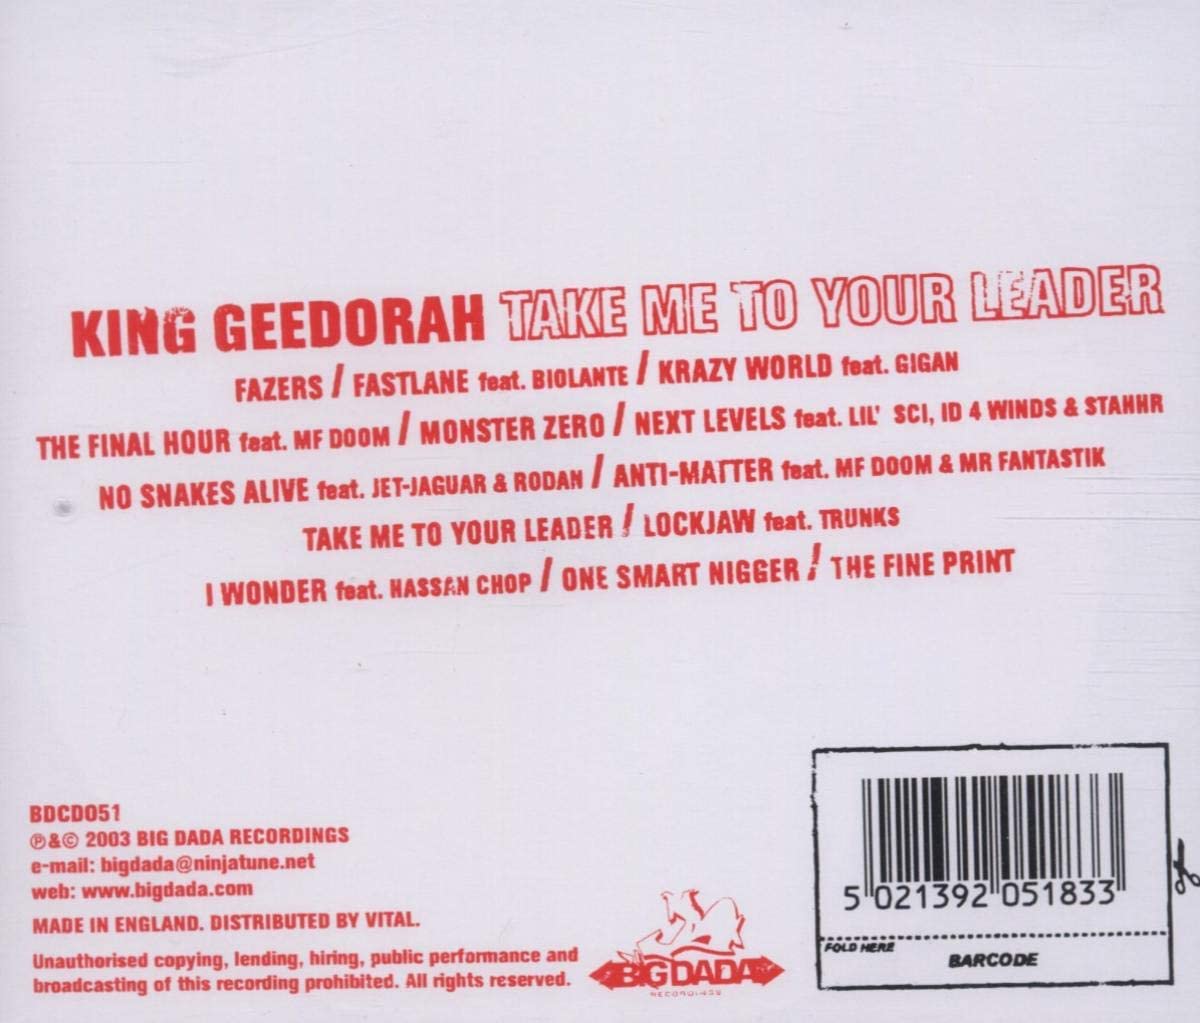 KING GEEDORAH TAKE ME TO YOUR LEADER
FAZERS / FASTLANE feat. BIOLANTE / KRAZY WORLD feat. GIGAN
THE FINAL HOUR feat. MF DOOM / MONSTER ZERO / NEXT LEVELS feat. LIL' SCI, ID 4 WINDS & STAHHR
NO SNAKES ALIVE feat. JET-JAGUAR & RODAN / ANTI-MATTER feat. MF DOOM & MR FANTASTIK
TAKE ME TO YOUR LEADER / LOCKJAW feat. TRUNKS
I WONDER feat. HASSAN CHOP / ONE SMART NIGGER / THE FINE PRINT
BDCD051
℗&© 2003 BIG DADA RECORDINGS
e-mail: bigdada@ninjatune.net
web: www.bigdada.com
MADE IN ENGLAND. DISTRIBUTED BY VITAL.
Unauthorised copying, lending, hiring, public performance and
broadcasting of this recording prohibited. All rights reserved.
BIG DADA
RECORDINGS
5 021392 051833
FOLD HERE
BARCODE